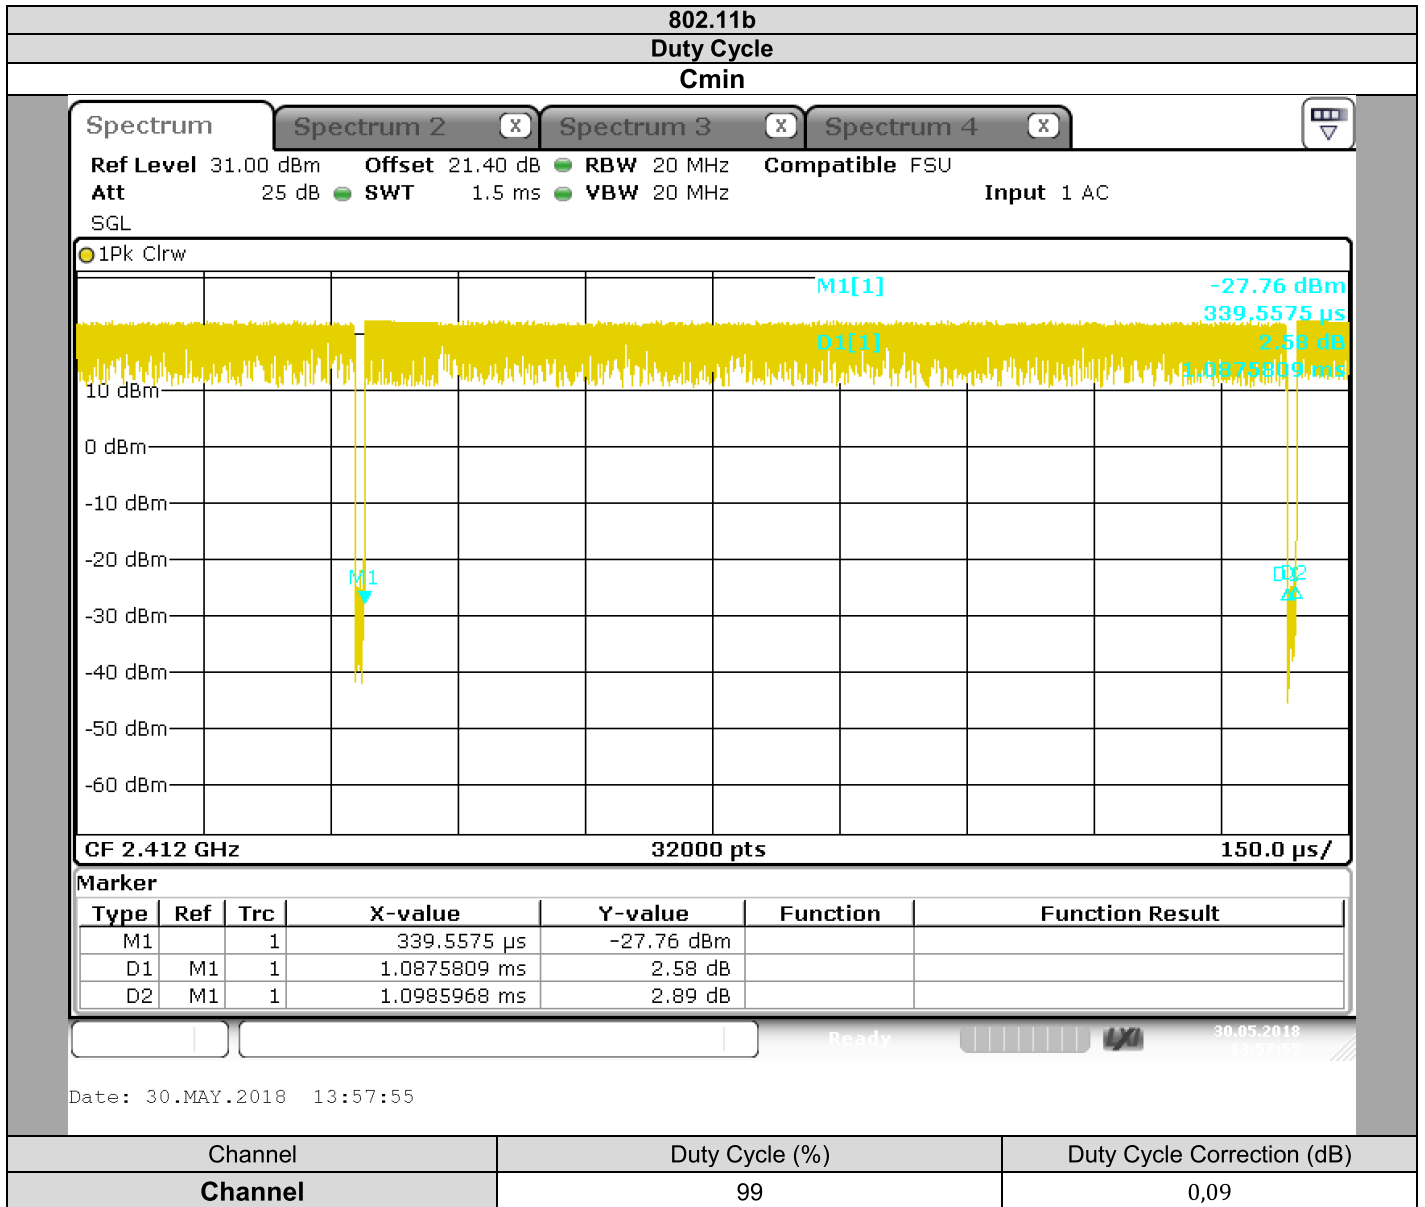 802.11b
Duty Cycle
Cmin
Spectrum Spectrum 2 X Spectrum 3 X Spectrum 4 X
Ref Level 31.00 dBm Offset 21.40 dB RBW 20 MHz Compatible FSU
Att 25 dB SWT 1.5 ms VBW 20 MHz Input 1 AC
SGL
1Pk Clrw
M1[1] -27.76 dBm
339.5575 µs
D1[1] 2.58 dB
1.0875809 ms
10 dBm
0 dBm
-10 dBm
-20 dBm
M1 D2
-30 dBm
-40 dBm
-50 dBm
-60 dBm
CF 2.412 GHz 32000 pts 150.0 µs/
Marker
Type Ref Trc X-value Y-value Function Function Result
M1 1 339.5575 µs -27.76 dBm
D1 M1 1 1.0875809 ms 2.58 dB
D2 M1 1 1.0985968 ms 2.89 dB
Ready LXI 30.05.2018
13:57:55
Date: 30.MAY.2018 13:57:55
Channel Duty Cycle (%) Duty Cycle Correction (dB)
Channel 99 0,09